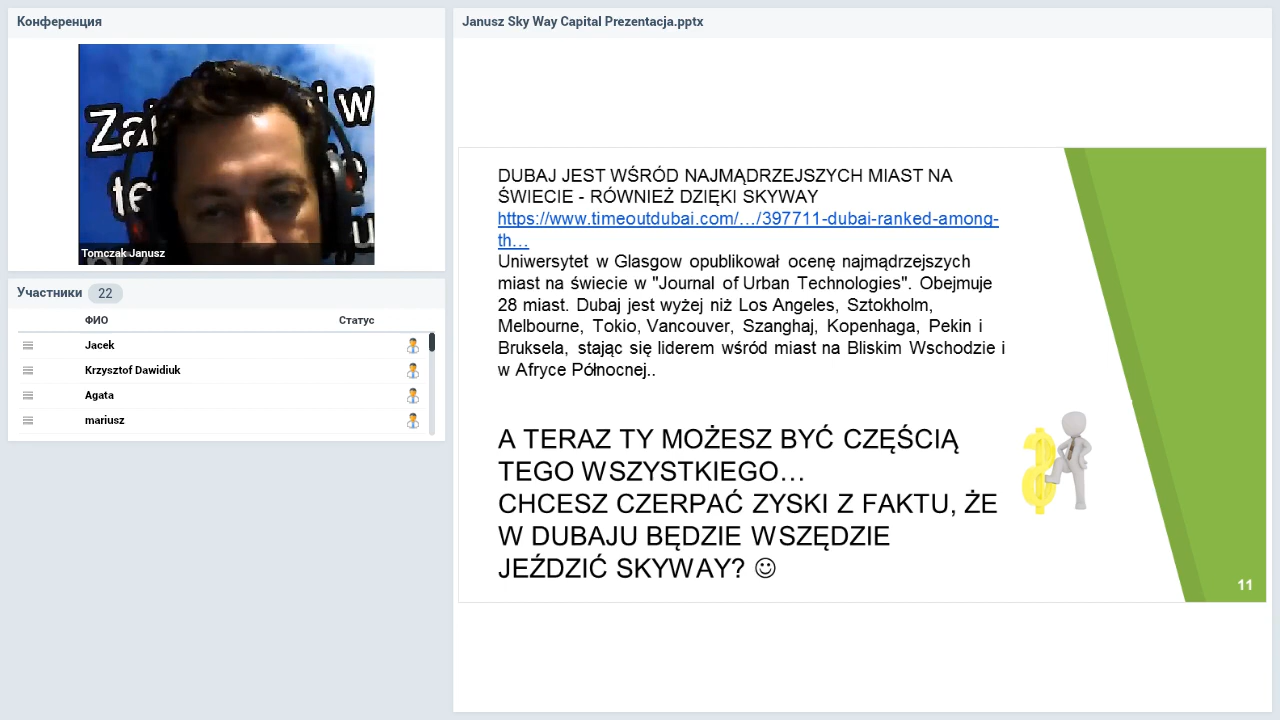 Конференция
Zai
i w
te
u
Tomczak Janusz
Участники 22
ФИО Статус
Jacek
Krzysztof Dawidiuk
Agata
mariusz
Janusz Sky Way Capital Prezentacja.pptx
DUBAJ JEST WŚRÓD NAJMĄDRZEJSZYCH MIAST NA
ŚWIECIE - RÓWNIEŻ DZIĘKI SKYWAY
https://www.timeoutdubai.com/…/397711-dubai-ranked-among-
th…
Uniwersytet w Glasgow opublikował ocenę najmądrzejszych
miast na świecie w "Journal of Urban Technologies". Obejmuje
28 miast. Dubaj jest wyżej niż Los Angeles, Sztokholm,
Melbourne, Tokio, Vancouver, Szanghaj, Kopenhaga, Pekin i
Bruksela, stając się liderem wśród miast na Bliskim Wschodzie i
w Afryce Północnej..
A TERAZ TY MOŻESZ BYĆ CZĘŚCIĄ
TEGO WSZYSTKIEGO…
CHCESZ CZERPAĆ ZYSKI Z FAKTU, ŻE
W DUBAJU BĘDZIE WSZĘDZIE
JEŹDZIĆ SKYWAY? ☺
11